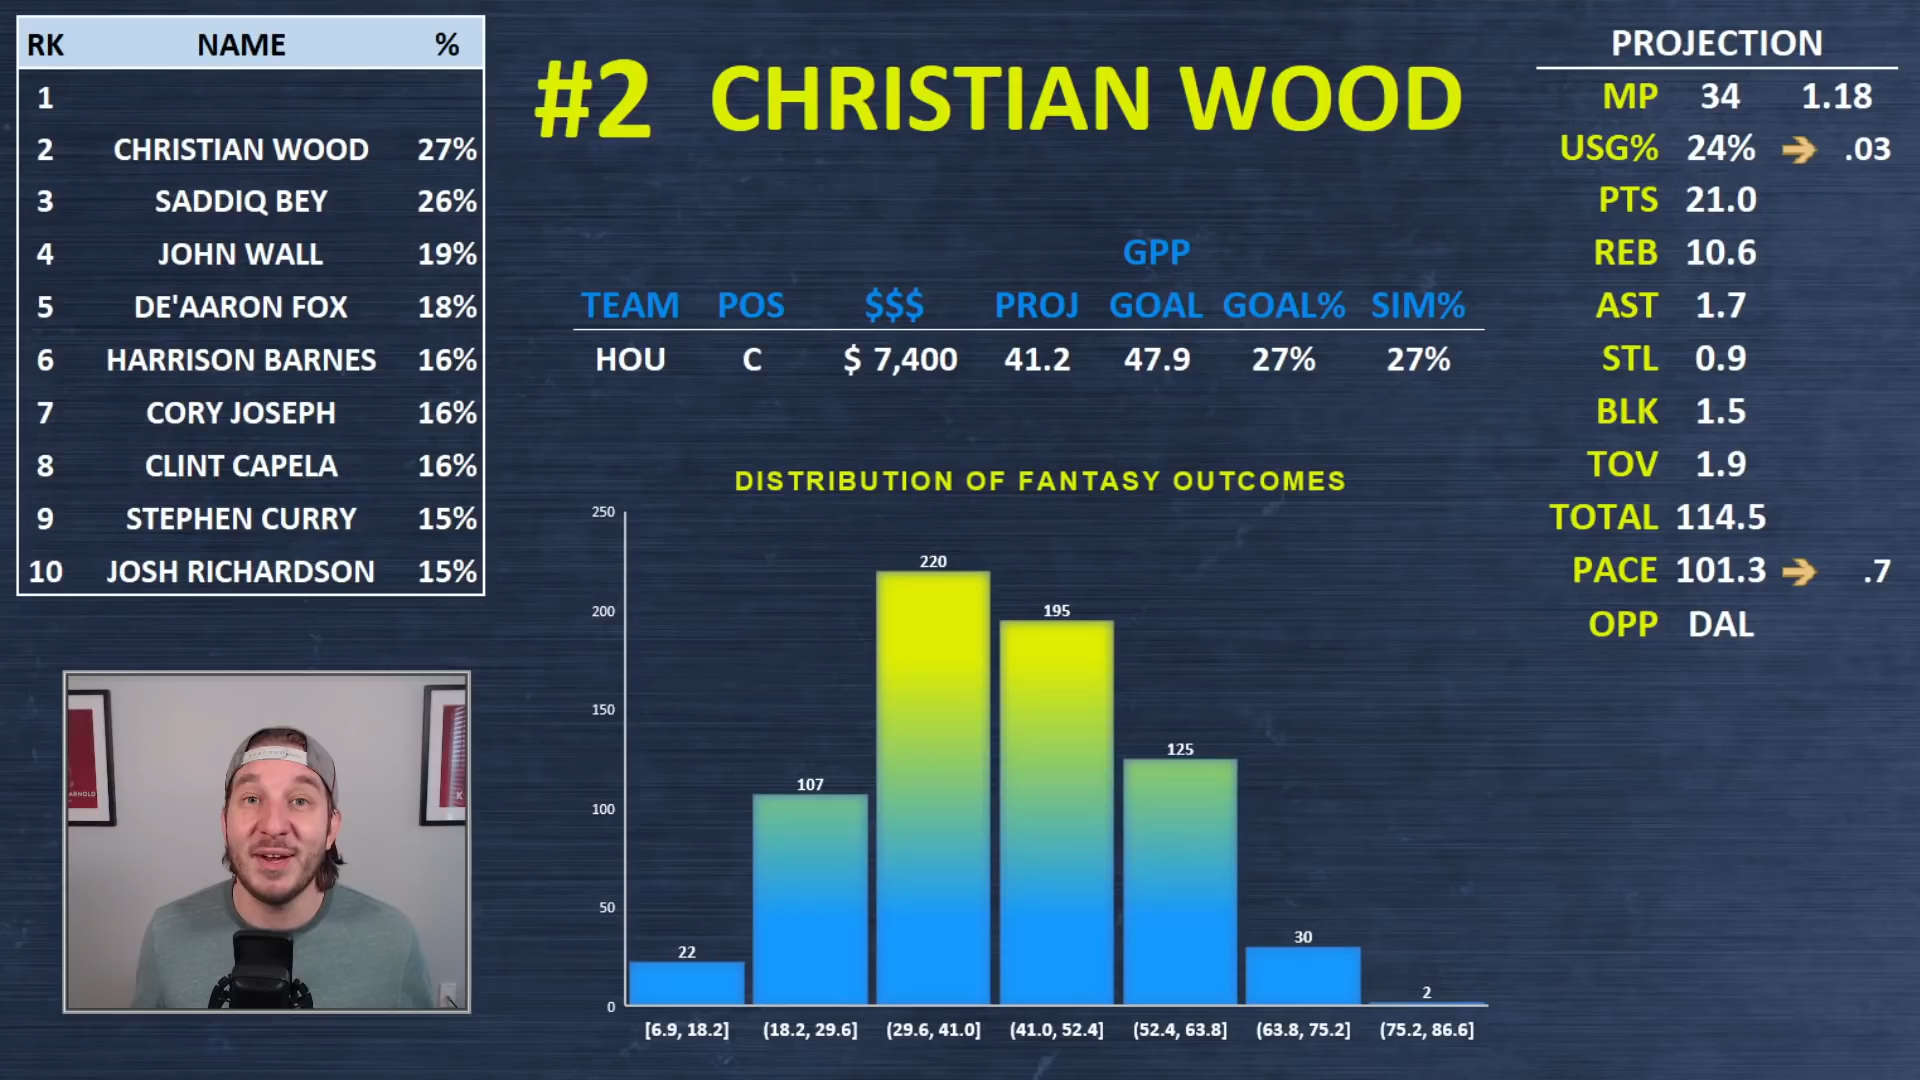 RK NAME %
1
2 CHRISTIAN WOOD 27%
3 SADDIQ BEY 26%
4 JOHN WALL 19%
5 DE'AARON FOX 18%
6 HARRISON BARNES 16%
7 CORY JOSEPH 16%
8 CLINT CAPELA 16%
9 STEPHEN CURRY 15%
10 JOSH RICHARDSON 15%
#2 CHRISTIAN WOOD
GPP
TEAM POS $$$ PROJ GOAL GOAL% SIM%
HOU C $ 7,400 41.2 47.9 27% 27%
DISTRIBUTION OF FANTASY OUTCOMES
250
200
150
100
50
0
22
107
220
195
125
30
2
[6.9, 18.2] (18.2, 29.6] (29.6, 41.0] (41.0, 52.4] (52.4, 63.8] (63.8, 75.2] (75.2, 86.6]
PROJECTION
MP 34 1.18
USG% 24% .03
PTS 21.0
REB 10.6
AST 1.7
STL 0.9
BLK 1.5
TOV 1.9
TOTAL 114.5
PACE 101.3 .7
OPP DAL
ARNOLD
K